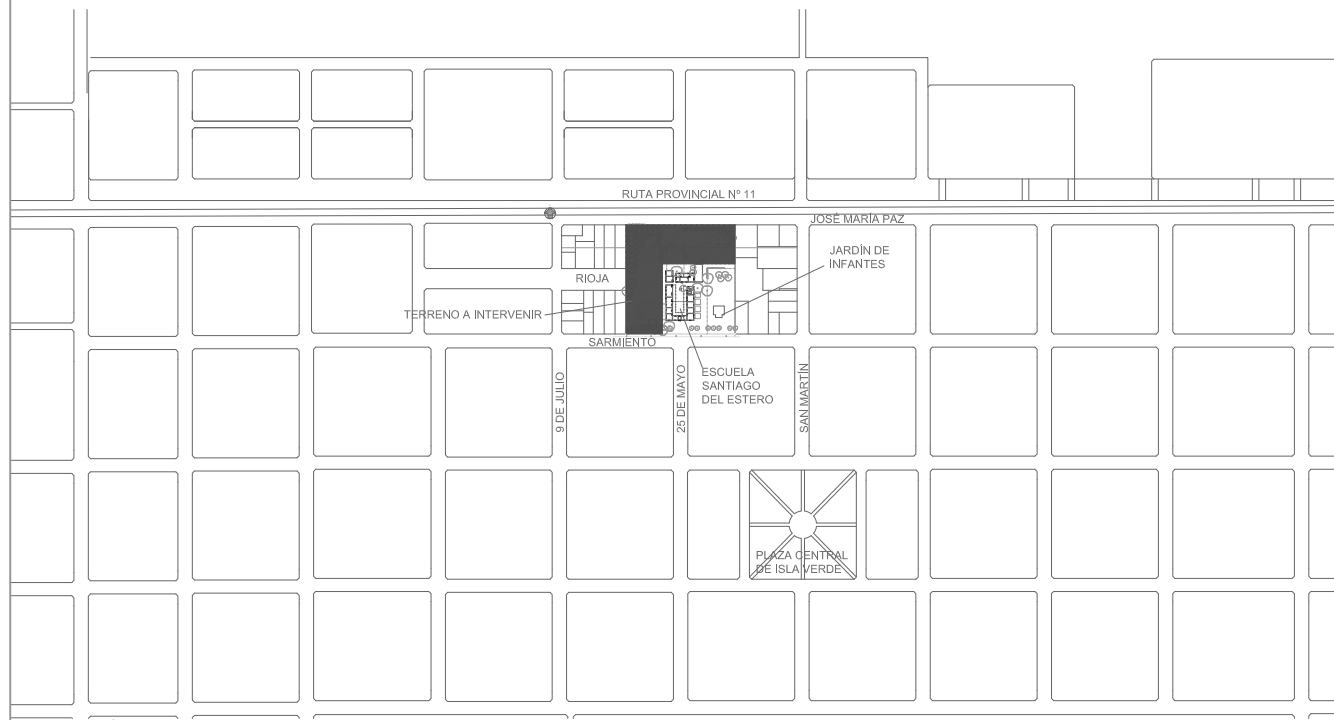 RUTA PROVINCIAL Nº 11
JOSÉ MARÍA PAZ
JARDÍN DE
INFANTES
RIOJA
TERRENO A INTERVENIR
SARMIENTO
9 DE JULIO
25 DE MAYO
ESCUELA
SANTIAGO
DEL ESTERO
SAN MARTÍN
PLAZA CENTRAL
DE ISLA VERDE